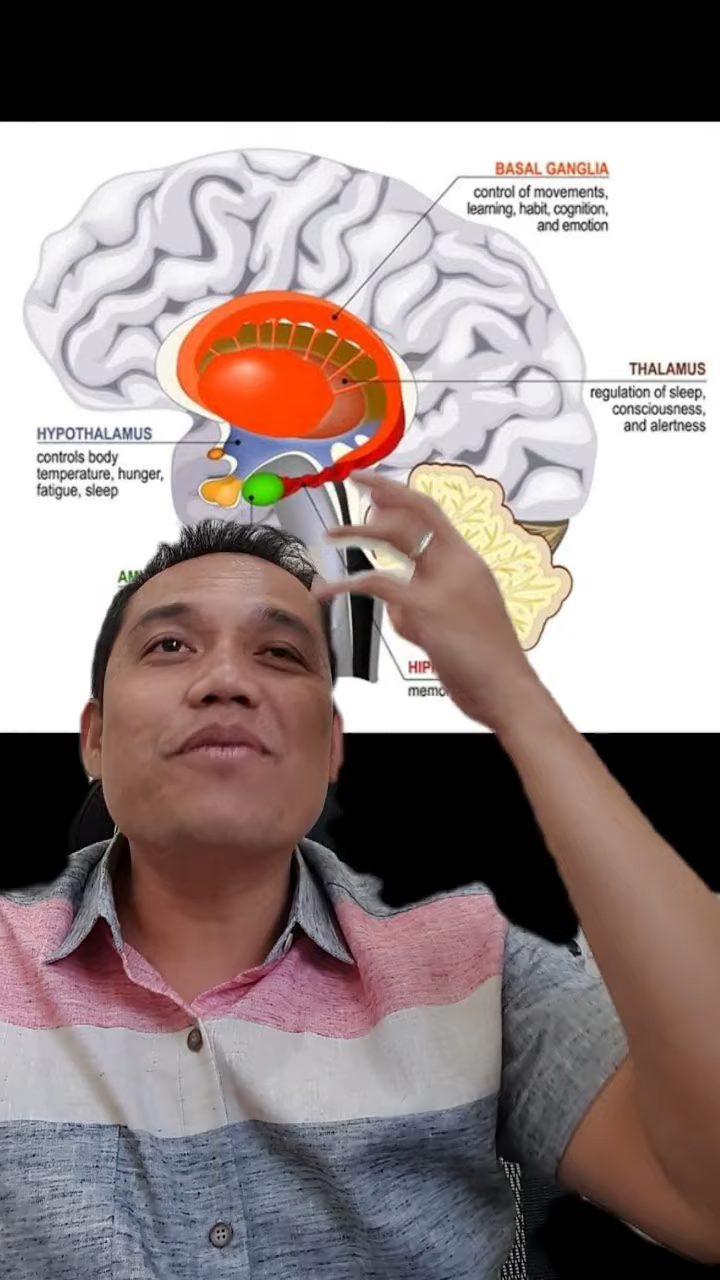 BASAL GANGLIA
control of movements,
learning, habit, cognition,
and emotion
THALAMUS
regulation of sleep,
consciousness,
and alertness
HYPOTHALAMUS
controls body
temperature, hunger,
fatigue, sleep